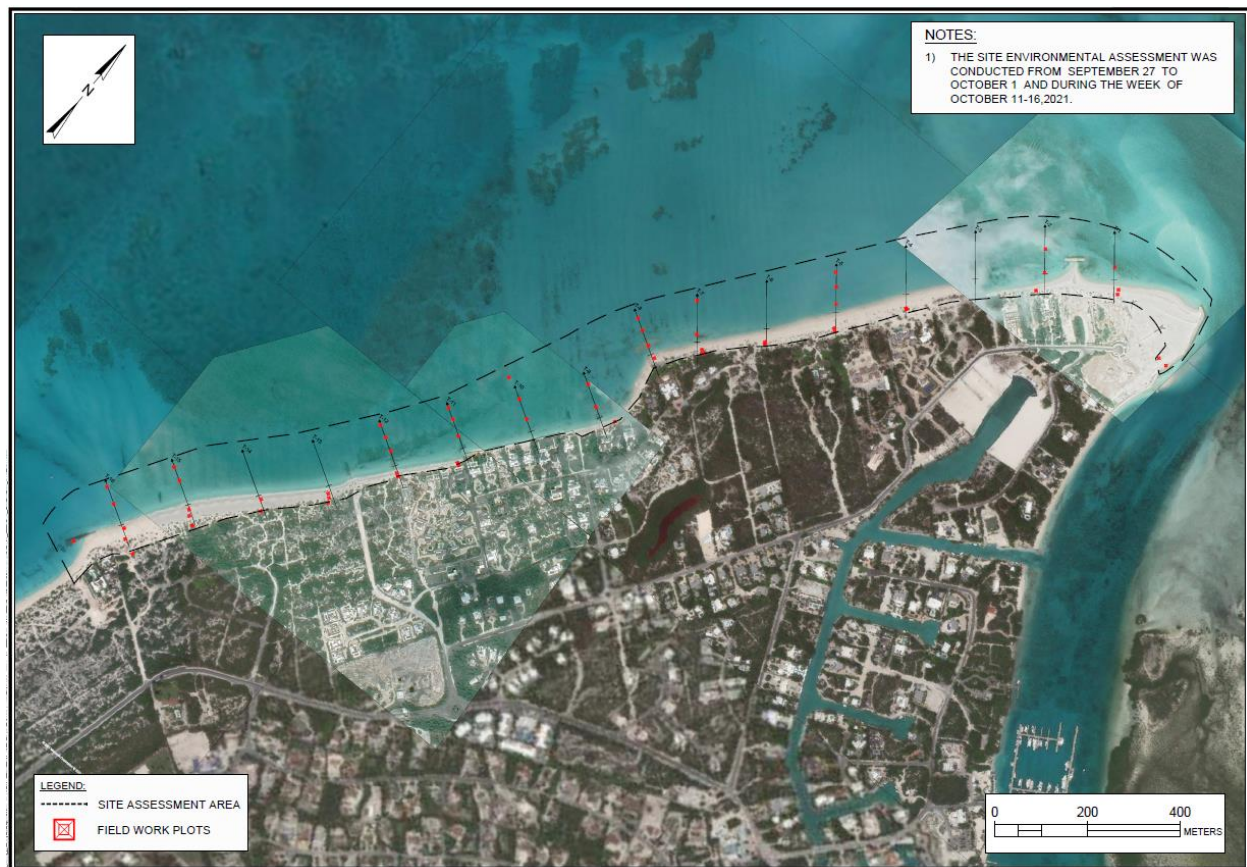 N
NOTES:
1) THE SITE ENVIRONMENTAL ASSESSMENT WAS
CONDUCTED FROM SEPTEMBER 27 TO
OCTOBER 1 AND DURING THE WEEK OF
OCTOBER 11-16,2021.
LEGEND:
SITE ASSESSMENT AREA
FIELD WORK PLOTS
0 200 400
METERS